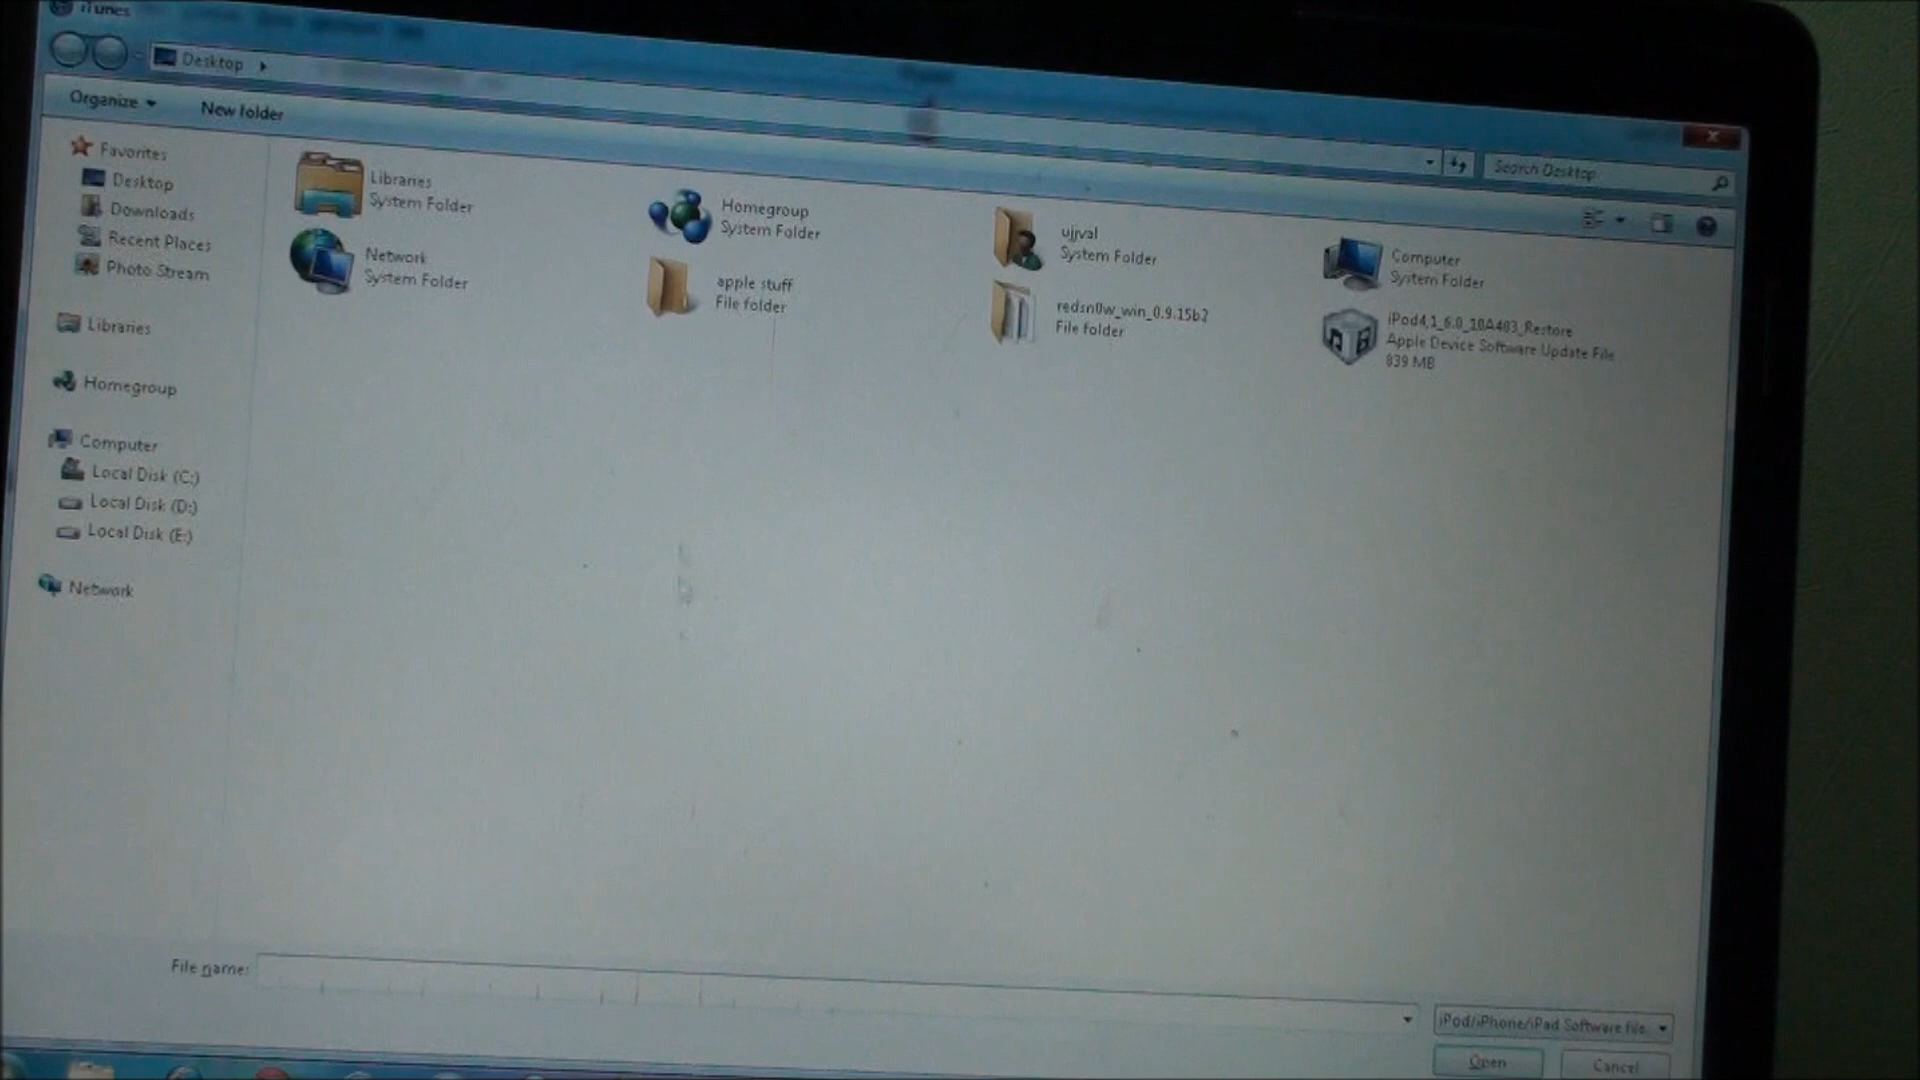 iTunes
Desktop
Search Desktop
Organize
New folder
Favorites
Desktop
Downloads
Recent Places
Photo Stream
Libraries
Homegroup
Computer
Local Disk (C:)
Local Disk (D:)
Local Disk (E:)
Network
Libraries
System Folder
Homegroup
System Folder
ujjval
System Folder
Computer
System Folder
Network
System Folder
apple stuff
File folder
redsn0w_win_0.9.15b2
File folder
iPod4,1_6.0_10A403_Restore
Apple Device Software Update File
839 MB
File name:
iPod/iPhone/iPad Software file
Open
Cancel